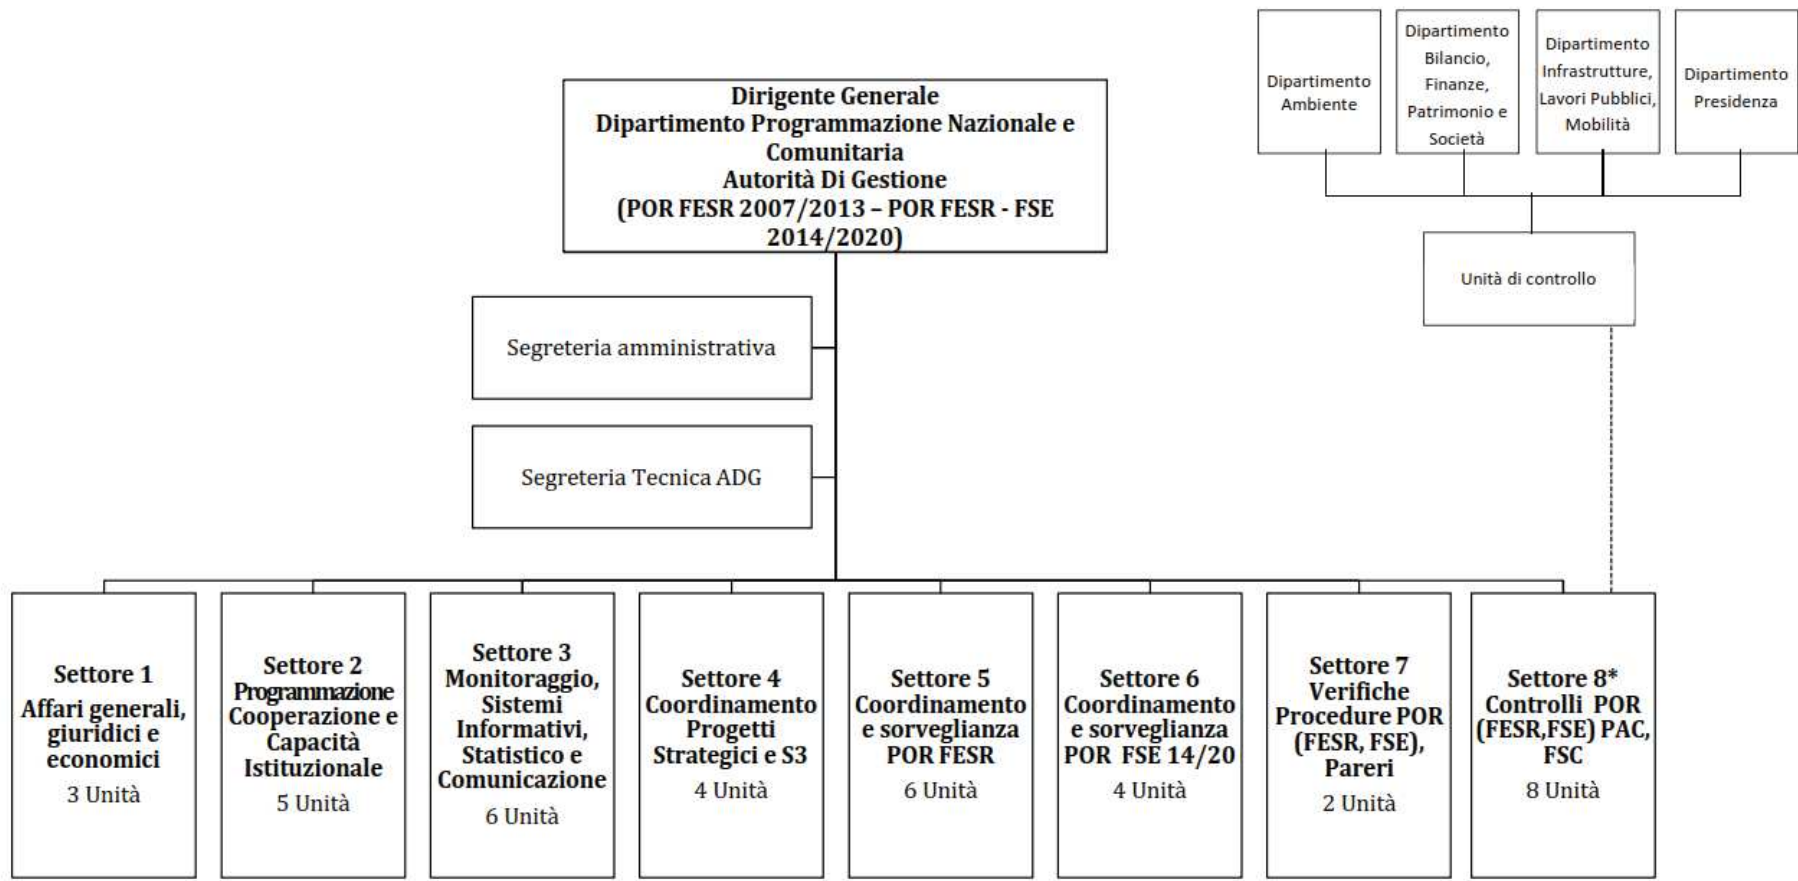 Dirigente Generale
Dipartimento Programmazione Nazionale e
Comunitaria
Autorità Di Gestione
(POR FESR 2007/2013 – POR FESR - FSE
2014/2020)
Dipartimento
Ambiente
Dipartimento
Bilancio,
Finanze,
Patrimonio e
Società
Dipartimento
Infrastrutture,
Lavori Pubblici,
Mobilità
Dipartimento
Presidenza
Unità di controllo
Segreteria amministrativa
Segreteria Tecnica ADG
Settore 1
Affari generali,
giuridici e
economici
3 Unità
Settore 2
Programmazione
Cooperazione e
Capacità
Istituzionale
5 Unità
Settore 3
Monitoraggio,
Sistemi
Informativi,
Statistico e
Comunicazione
6 Unità
Settore 4
Coordinamento
Progetti
Strategici e S3
4 Unità
Settore 5
Coordinamento
e sorveglianza
POR FESR
6 Unità
Settore 6
Coordinamento
e sorveglianza
POR FSE 14/20
4 Unità
Settore 7
Verifiche
Procedure POR
(FESR, FSE),
Pareri
2 Unità
Settore 8*
Controlli POR
(FESR,FSE) PAC,
FSC
8 Unità